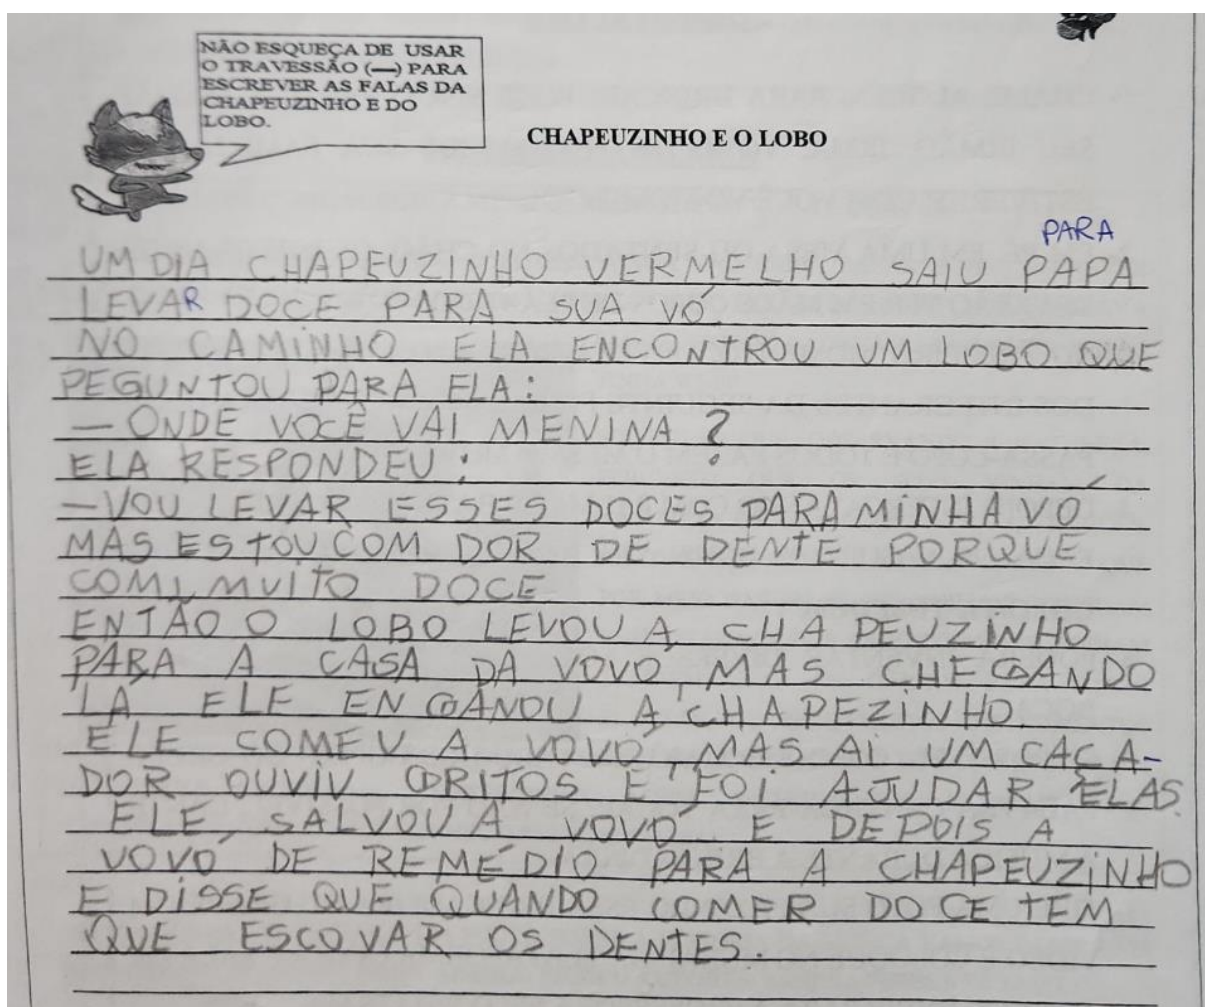 NÃO ESQUEÇA DE USAR
O TRAVESSÃO (—) PARA
ESCREVER AS FALAS DA
CHAPEUZINHO E DO
LOBO.
CHAPEUZINHO E O LOBO
PARA
UM DIA CHAPEUZINHO VERMELHO SAIU PAPA
LEVAR DOCE PARA SUA VÓ.
NO CAMINHO ELA ENCONTROU UM LOBO QUE
PEGUNTOU PARA ELA:
— ONDE VOCÊ VAI MENINA ?
ELA RESPONDEU:
— VOU LEVAR ESSES DOCES PARA MINHA VÓ
MAS ESTOU COM DOR DE DENTE PORQUE
COMI MUITO DOCE
ENTÃO O LOBO LEVOU A CHAPEUZINHO
PARA A CASA DA VOVO, MAS CHEGANDO
LÁ ELE ENGANOU A CHAPEZINHO
ELE COMEU A VOVO, MAS AI UM CAÇA-
DOR OUVIU GRITOS E FOI AJUDAR ELAS.
ELE, SALVOU A VOVÓ E DEPOIS A
VOVÓ DE REMÉDIO PARA A CHAPEUZINHO
E DISSE QUE QUANDO COMER DOCE TEM
QUE ESCOVAR OS DENTES.